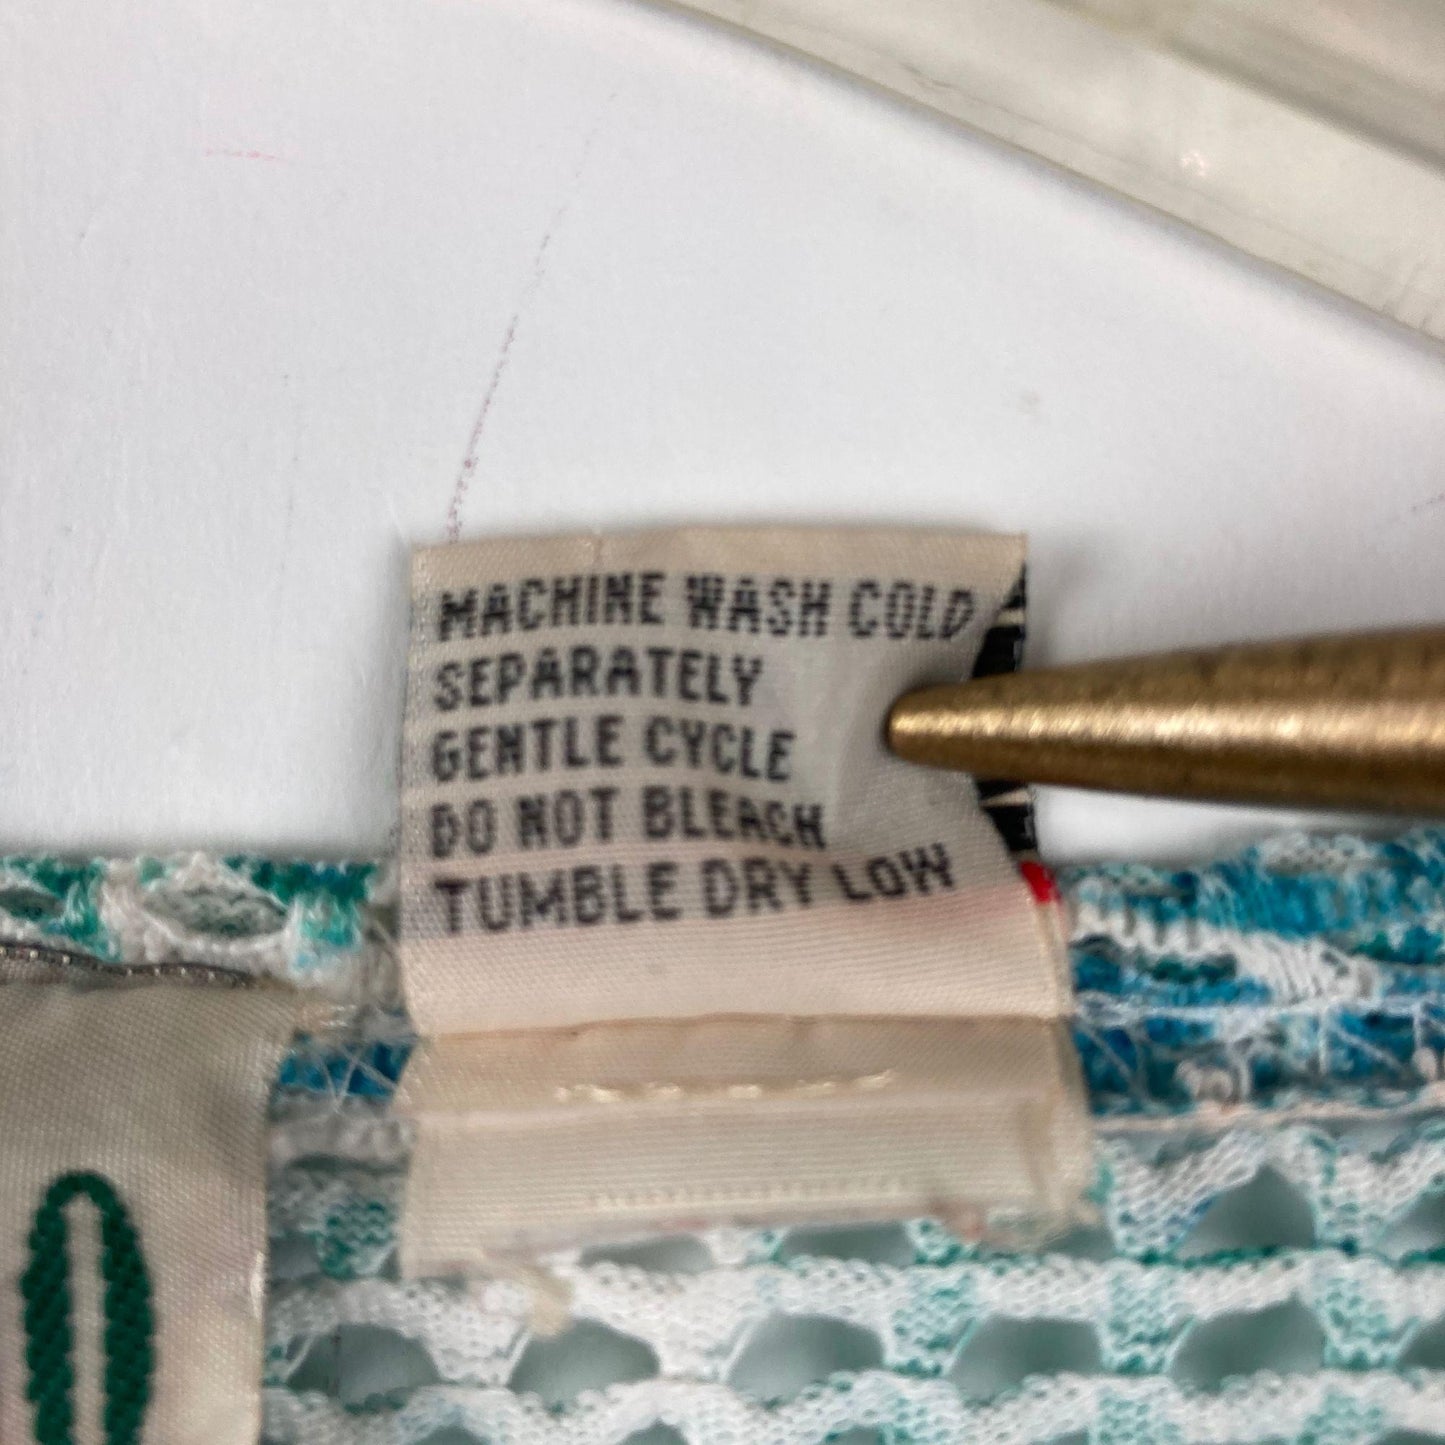 MACHINE WASH COLD
SEPARATELY
GENTLE CYCLE
DO NOT BLEACH
TUMBLE DRY LOW